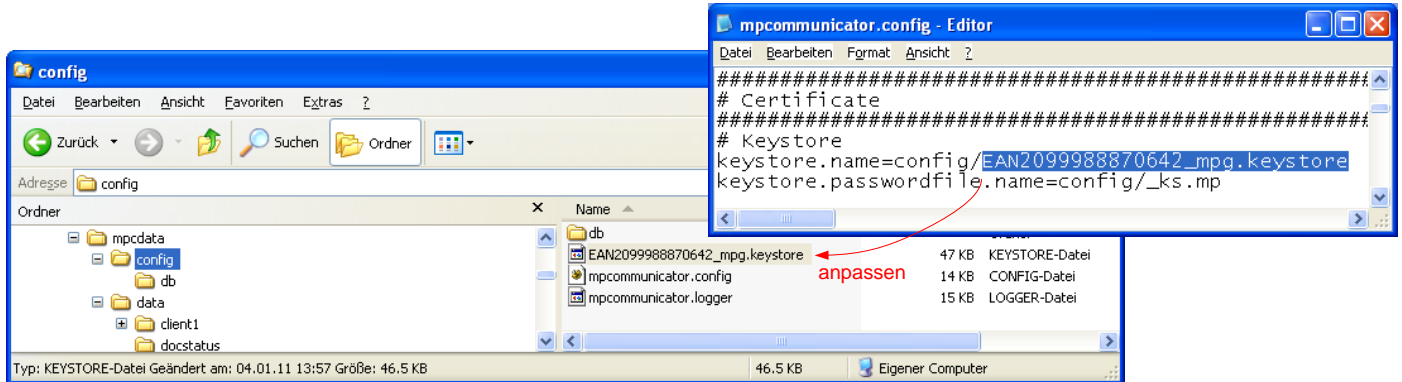 mpcommunicator.config - Editor
Datei Bearbeiten Format Ansicht ?
####################################################
# Certificate
####################################################
# Keystore
keystore.name=config/EAN2099988870642_mpg.keystore
keystore.passwordfile.name=config/_ks.mp
config
Datei Bearbeiten Ansicht Favoriten Extras ?
Zurück Suchen Ordner
Adresse config
Ordner
mpcdata
config
db
data
client1
docstatus
Name
db
EAN2099988870642_mpg.keystore 47 KB KEYSTORE-Datei
anpassen
mpcommunicator.config 14 KB CONFIG-Datei
mpcommunicator.logger 15 KB LOGGER-Datei
Typ: KEYSTORE-Datei Geändert am: 04.01.11 13:57 Größe: 46.5 KB 46.5 KB Eigener Computer